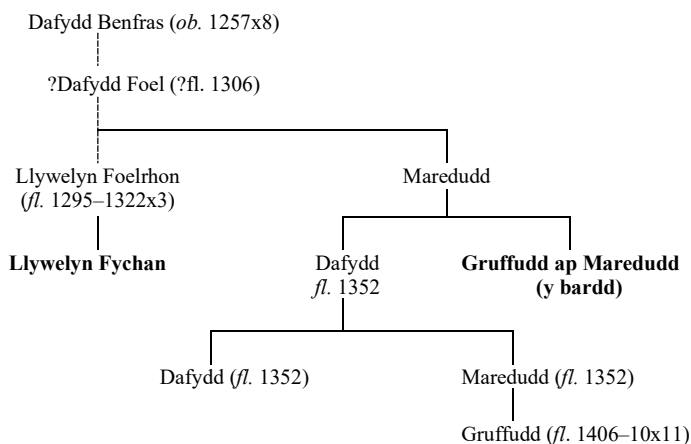 Dafydd Benfras (ob. 1257x8)
?Dafydd Foel (?fl. 1306)
Llywelyn Foelrhon
(fl. 1295–1322x3)
Maredudd
Llywelyn Fychan
Dafydd
fl. 1352
Gruffudd ap Maredudd
(y bardd)
Dafydd (fl. 1352)
Maredudd (fl. 1352)
Gruffudd (fl. 1406–10x11)